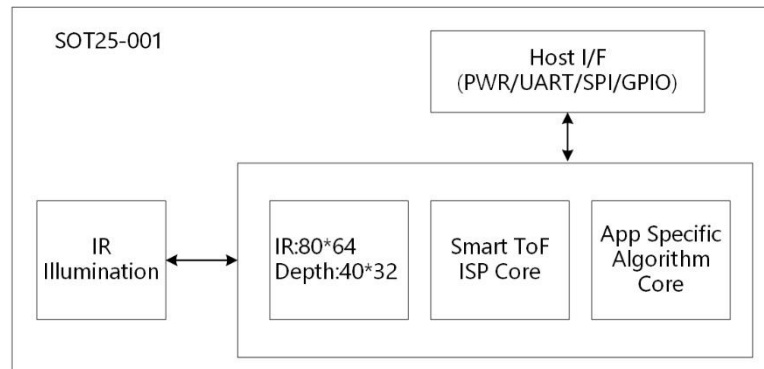 SOT25-001
Host I/F
(PWR/UART/SPI/GPIO)
IR
Illumination
IR:80*64
Depth:40*32
Smart ToF
ISP Core
App Specific
Algorithm
Core